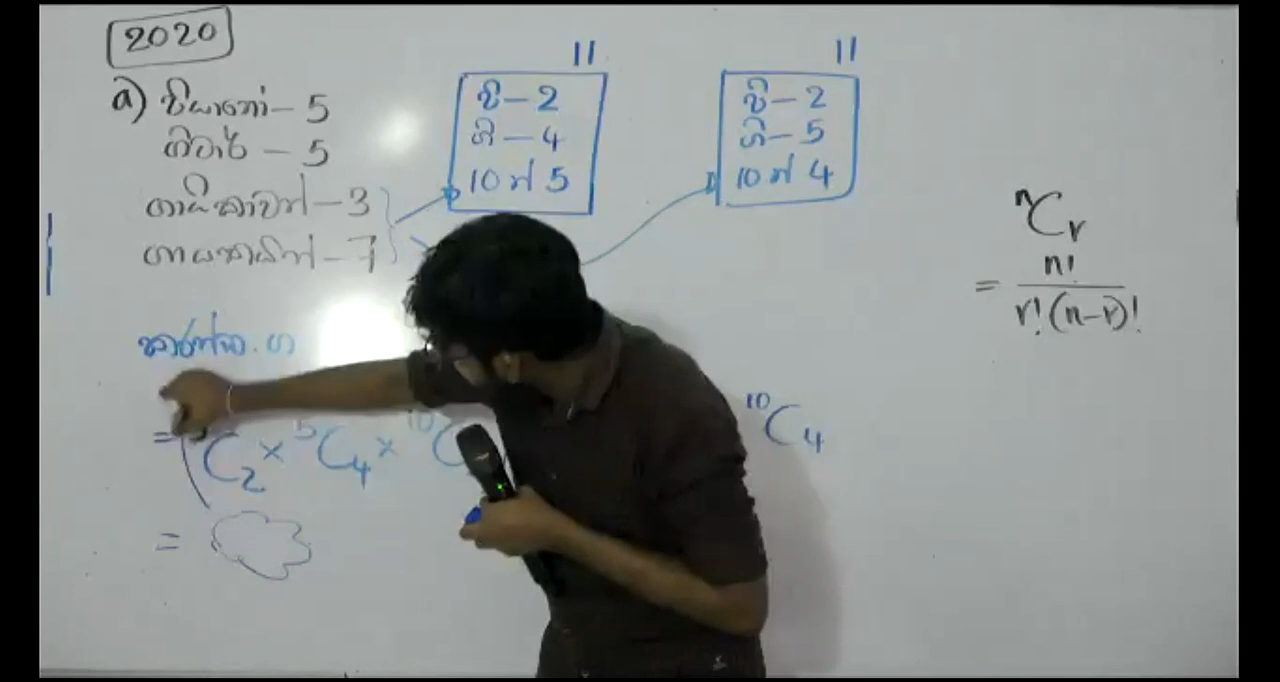 2020
a) පියානෝ – 5
ගිටාර් – 5
ගායිකාවන් – 3
ගායකයින් – 7
11
පි – 2
ගි – 4
10 න් 5
11
පි – 2
ගි – 5
10 න් 4
ⁿCᵣ
= n! / r!(n–r)!
= C₂ × ⁵C₄ × ¹⁰C
¹⁰C₄
=